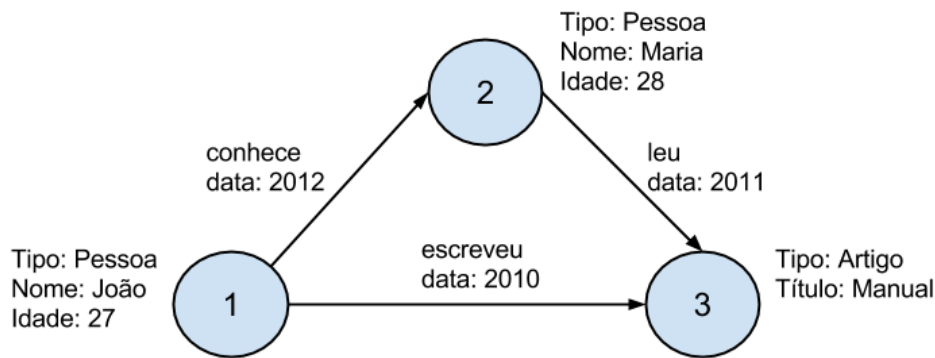 Tipo: Pessoa
Nome: Maria
Idade: 28
2
conhece
data: 2012
leu
data: 2011
Tipo: Pessoa
Nome: João
Idade: 27
1
escreveu
data: 2010
3
Tipo: Artigo
Título: Manual